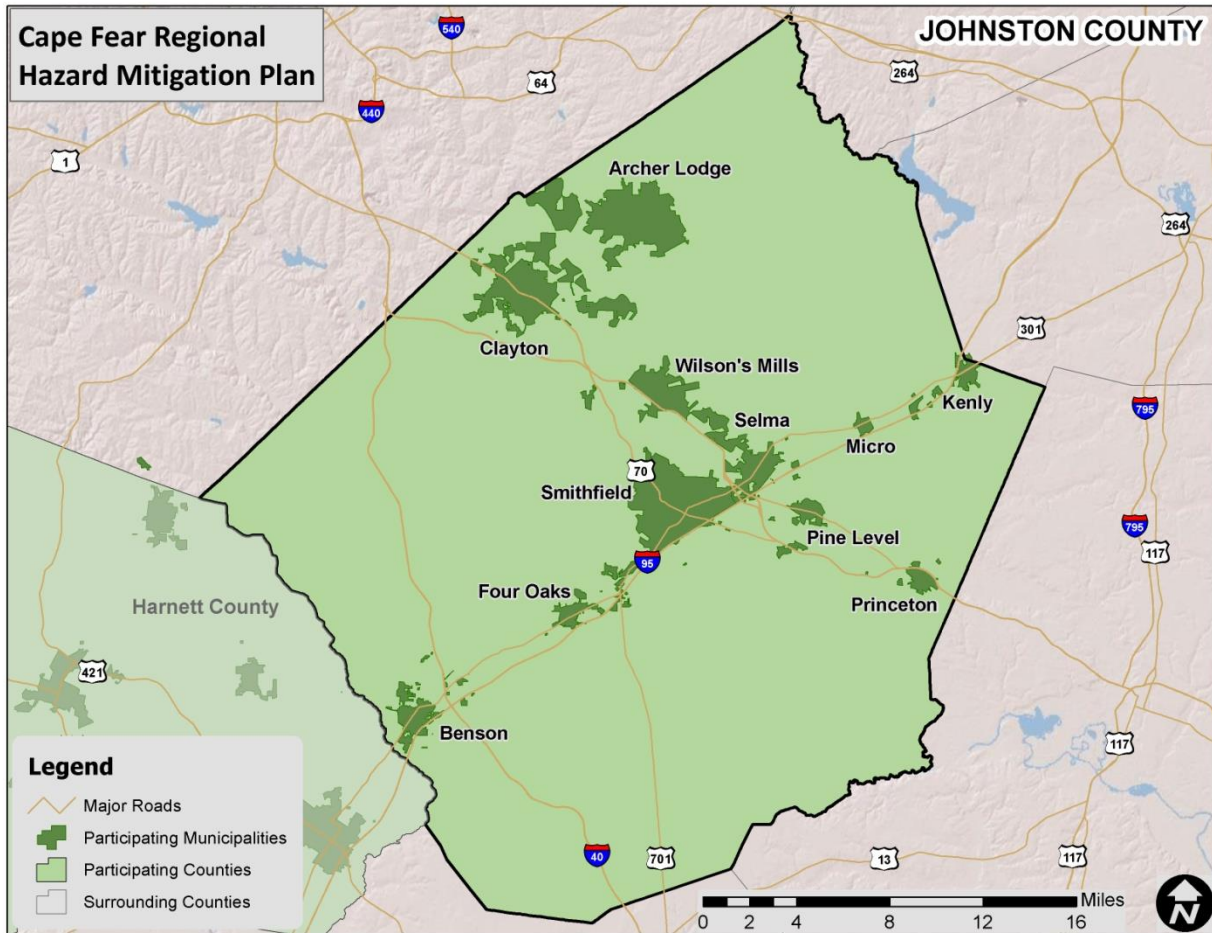 Cape Fear Regional
Hazard Mitigation Plan
JOHNSTON COUNTY
540
64
264
440
1
Archer Lodge
264
301
Clayton
Wilson's Mills
Kenly
795
Selma
Micro
70
Smithfield
795
117
Pine Level
95
Four Oaks
Princeton
Harnett County
421
Benson
117
Legend
Major Roads
Participating Municipalities
Participating Counties
Surrounding Counties
40
701
13
117
Miles
0 2 4 8 12 16
N